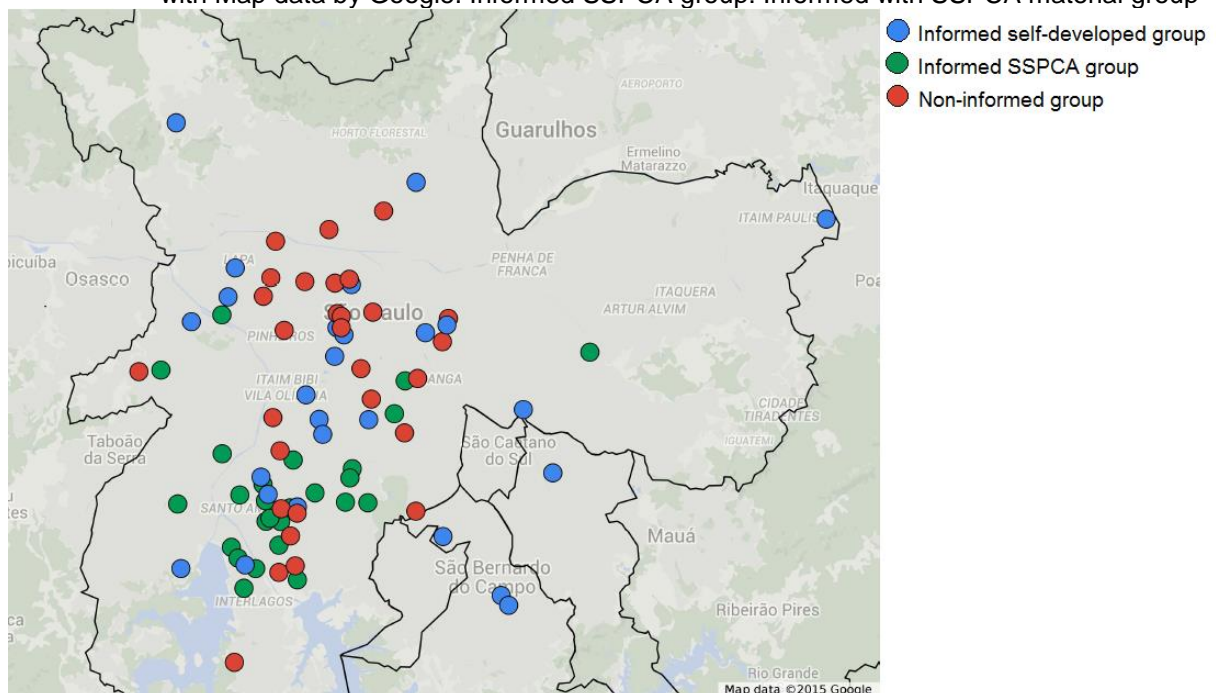 with Map data by Google. Informed SSPCA group: Informed with SSPCA material group
Informed self-developed group
Informed SSPCA group
Non-informed group
AEROPORTO
HORTO FLORESTAL
Guarulhos
Ermelino
Matarazzo
Itaquaque
ITAIM PAULIS
LAPA
PENHA DE
FRANCA
Osasco
ITAQUERA
ARTUR ALVIM
PINHEIROS
ITAIM BIBI
VILA OLIMPIA
ANGA
CIDADE
TIRADENTES
IGUATEMI
Taboão
da Serra
São Caetano
do Sul
SANTO AM
Mauá
São Bernardo
do Campo
INTERLAGOS
Ribeirão Pires
Rio Grande
Map data ©2015 Google